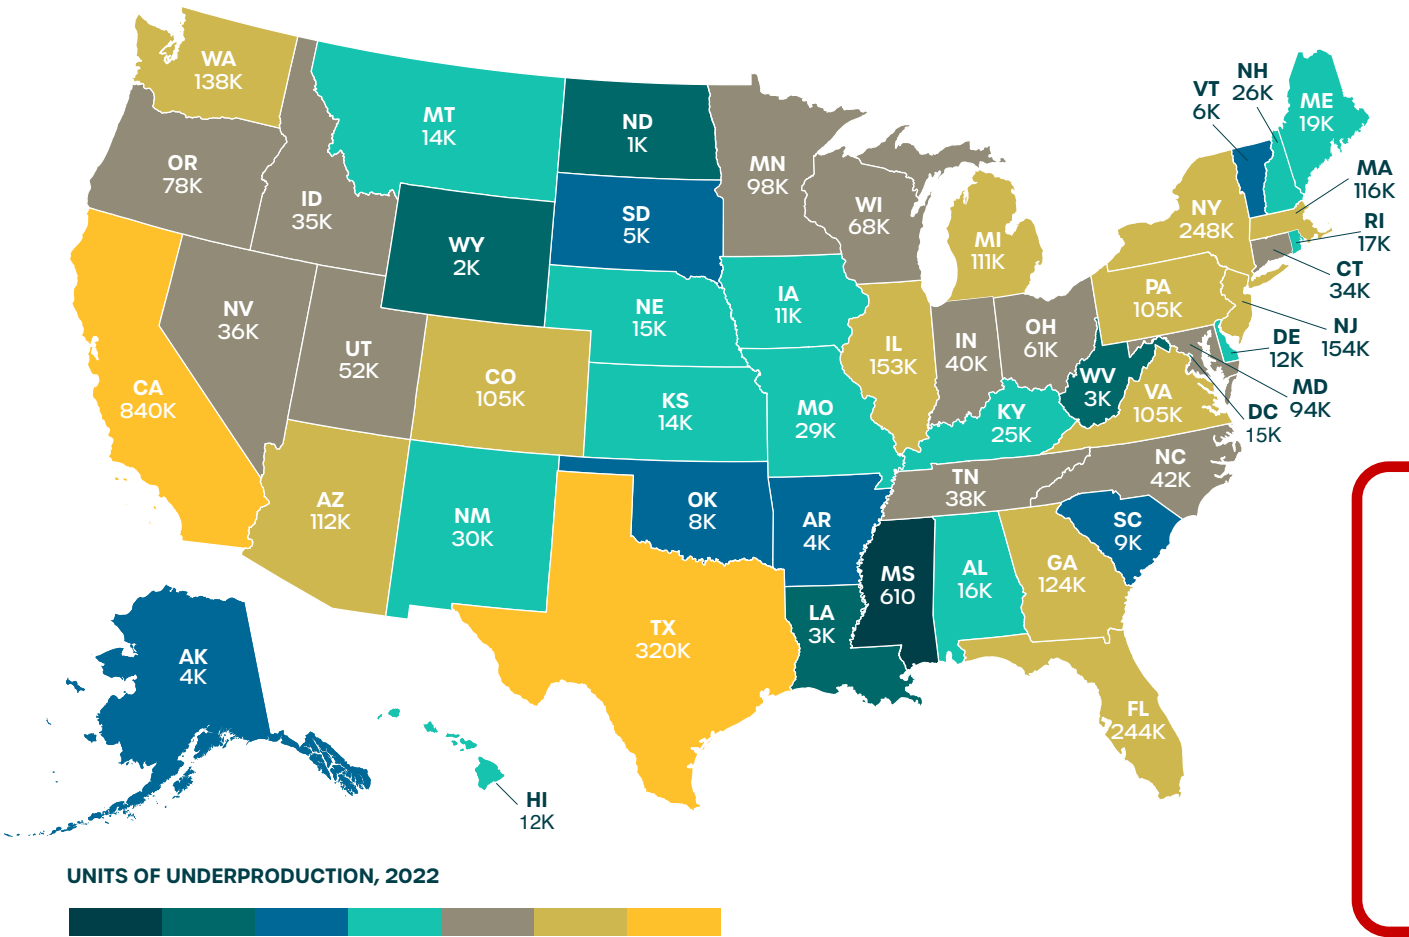 WA
138K
MT
14K
ND
1K
OR
78K
ID
35K
WY
2K
SD
5K
MN
98K
WI
68K
MI
111K
VT
6K
NH
26K
ME
19K
MA
116K
NY
248K
RI
17K
CT
34K
PA
105K
NJ
154K
DE
12K
MD
94K
DC
15K
NV
36K
UT
52K
CA
840K
CO
105K
NE
15K
IA
11K
IL
153K
IN
40K
OH
61K
WV
3K
VA
105K
KS
14K
MO
29K
KY
25K
TN
38K
NC
42K
AZ
112K
NM
30K
OK
8K
AR
4K
SC
9K
MS
610
AL
16K
GA
124K
LA
3K
TX
320K
FL
244K
AK
4K
HI
12K
UNITS OF UNDERPRODUCTION, 2022